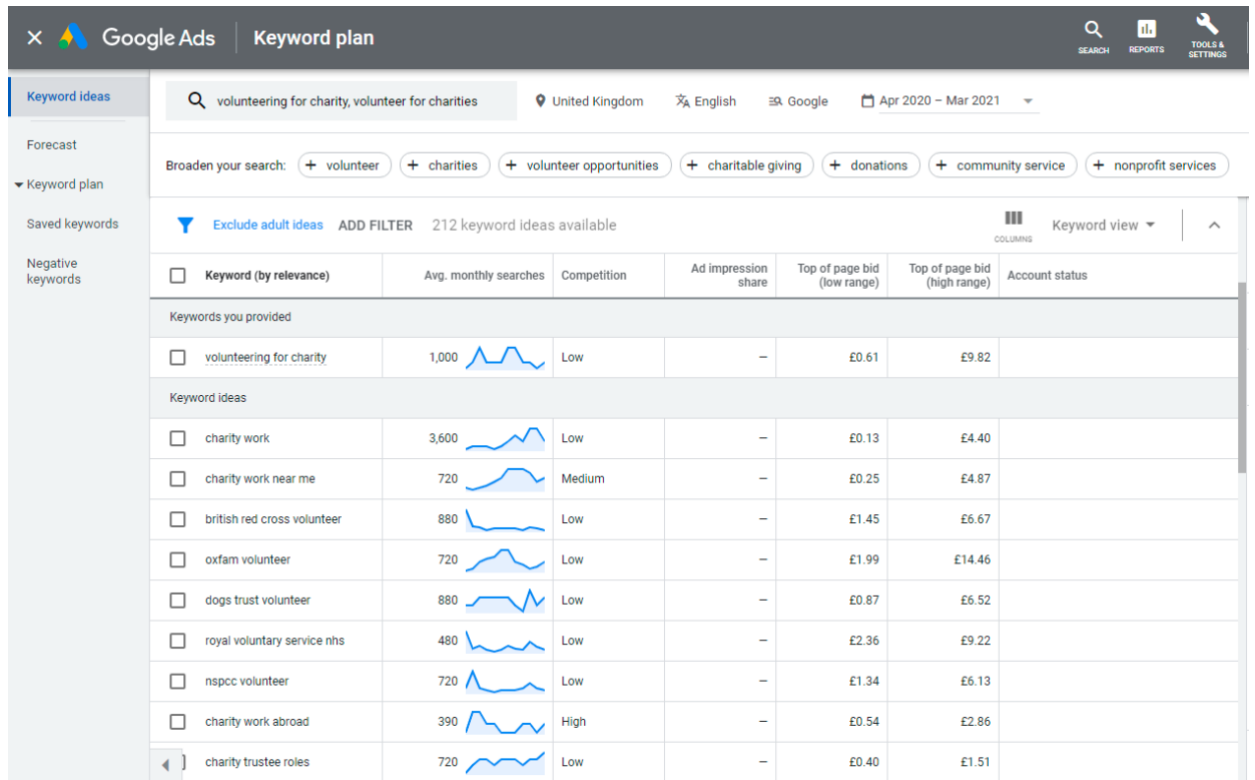 Google Ads Keyword plan
SEARCH
REPORTS
TOOLS &
SETTINGS
Keyword ideas
Forecast
Keyword plan
Saved keywords
Negative
keywords
volunteering for charity, volunteer for charities United Kingdom English Google Apr 2020 – Mar 2021
Broaden your search: + volunteer + charities + volunteer opportunities + charitable giving + donations + community service + nonprofit services
Exclude adult ideas ADD FILTER 212 keyword ideas available
COLUMNS
Keyword view
Keyword (by relevance) Avg. monthly searches Competition Ad impression share Top of page bid (low range) Top of page bid (high range) Account status
Keywords you provided
volunteering for charity 1,000 Low – £0.61 £9.82
Keyword ideas
charity work 3,600 Low – £0.13 £4.40
charity work near me 720 Medium – £0.25 £4.87
british red cross volunteer 880 Low – £1.45 £6.67
oxfam volunteer 720 Low – £1.99 £14.46
dogs trust volunteer 880 Low – £0.87 £6.52
royal voluntary service nhs 480 Low – £2.36 £9.22
nspcc volunteer 720 Low – £1.34 £6.13
charity work abroad 390 High – £0.54 £2.86
charity trustee roles 720 Low – £0.40 £1.51